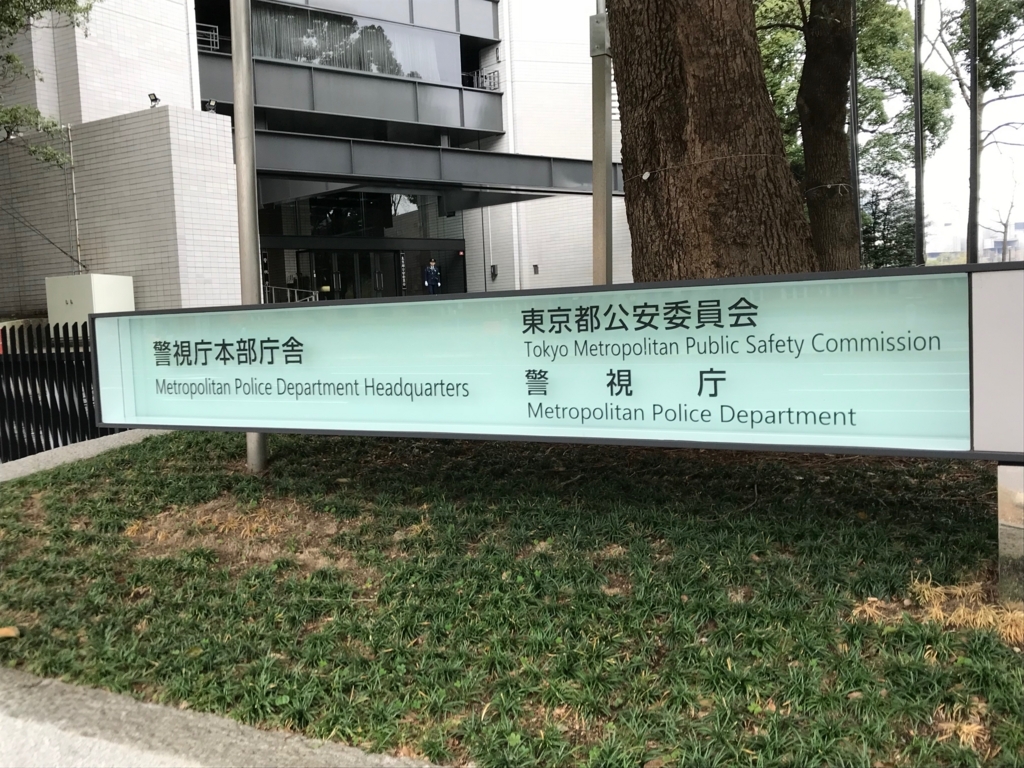 警視庁本部庁舎
Metropolitan Police Department Headquarters
東京都公安委員会
Tokyo Metropolitan Public Safety Commission
警視庁
Metropolitan Police Department